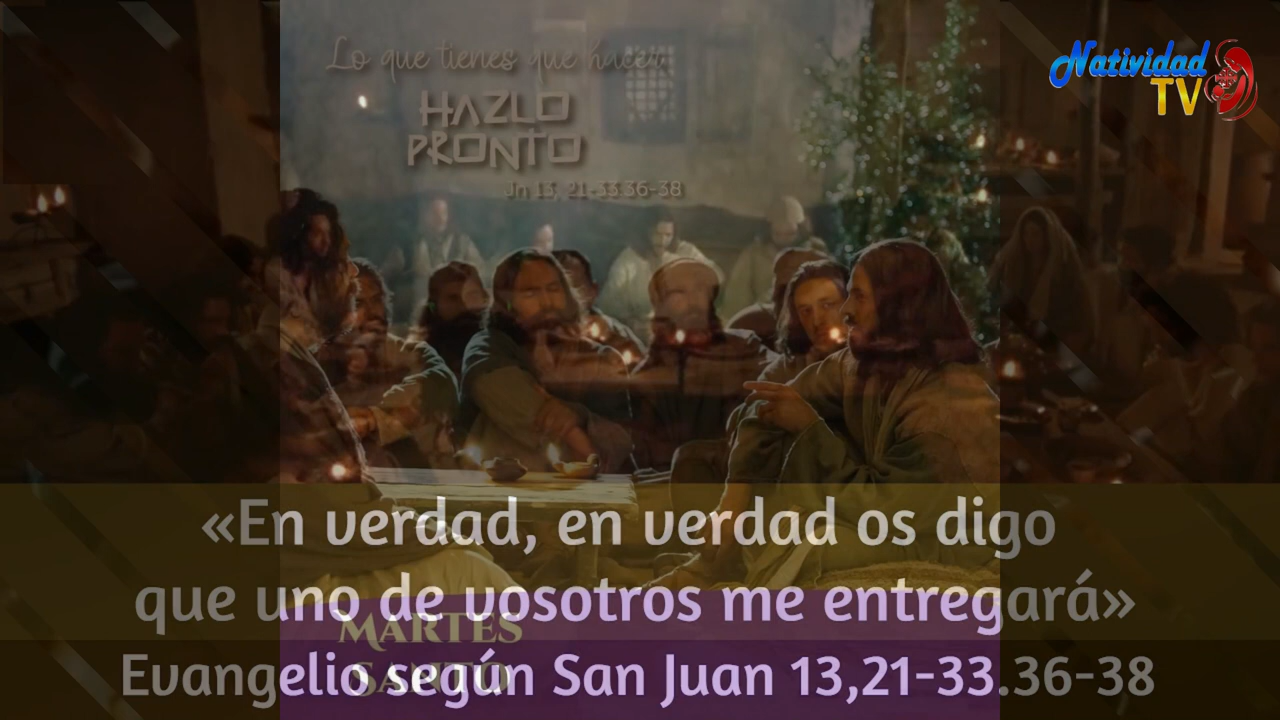 Lo que tienes que hacer
HAZLO
PRONTO
Jn 13, 21-33.36-38
Natividad
TV
«En verdad, en verdad os digo
que uno de vosotros me entregará»
MARTES
SANTO
Evangelio según San Juan 13,21-33.36-38